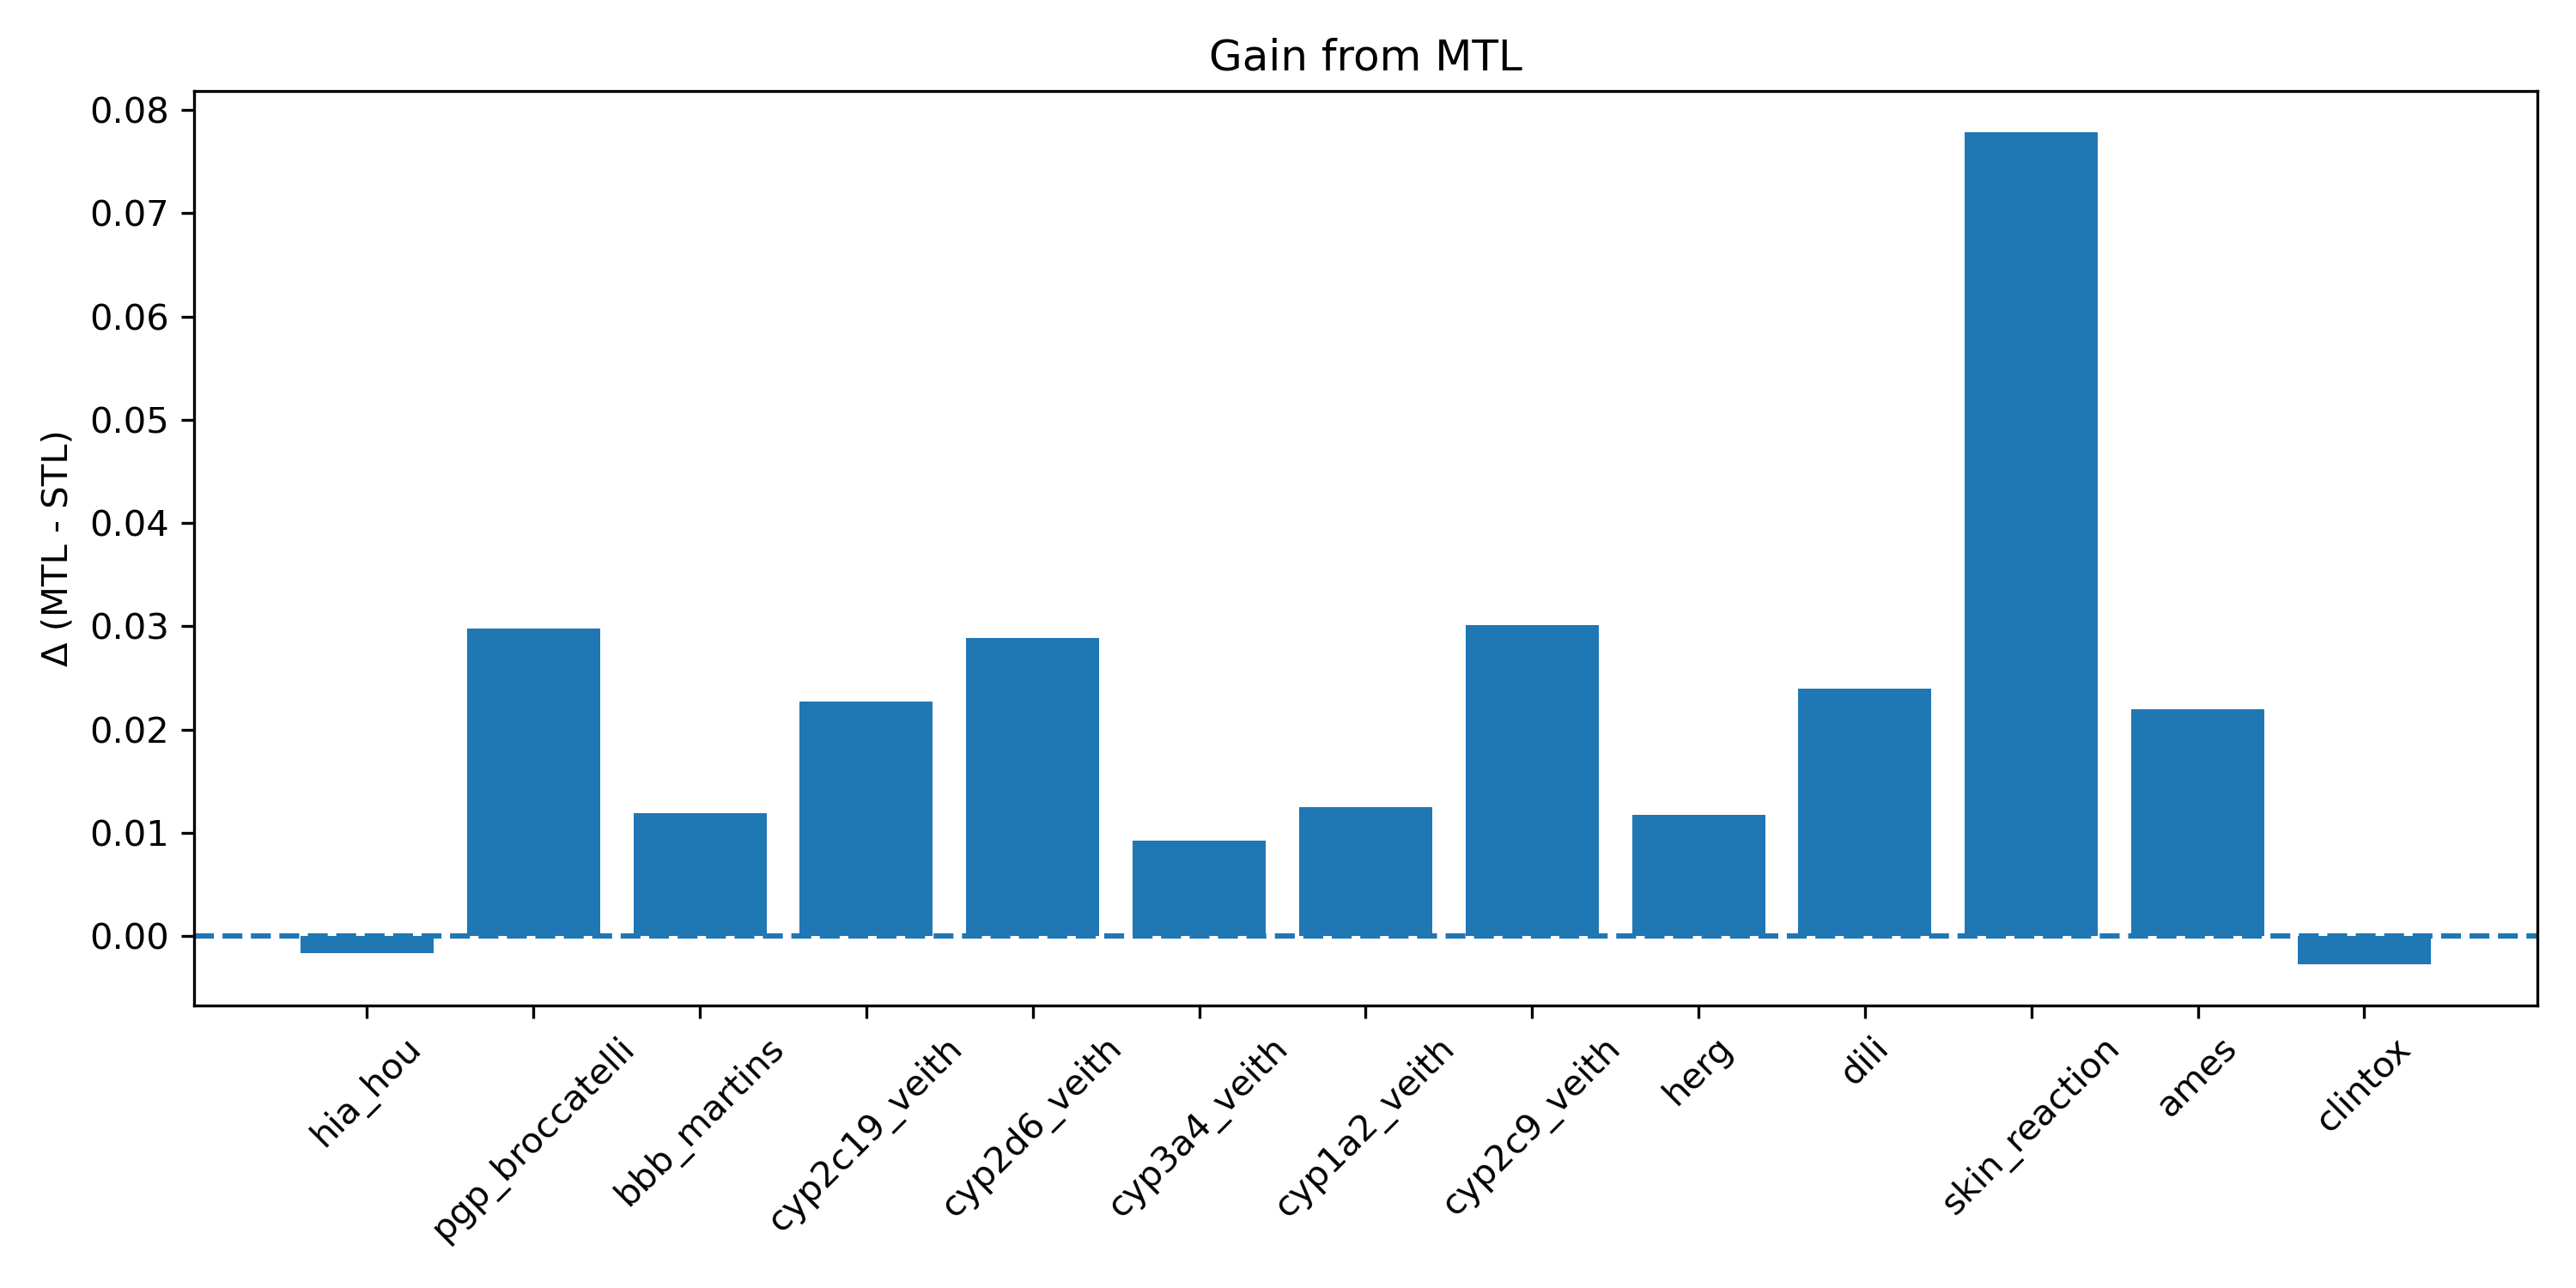 Gain from MTL
Δ (MTL - STL)
0.08
0.07
0.06
0.05
0.04
0.03
0.02
0.01
0.00
hia_hou
pgp_broccatelli
bbb_martins
cyp2c19_veith
cyp2d6_veith
cyp3a4_veith
cyp1a2_veith
cyp2c9_veith
herg
dili
skin_reaction
ames
clintox